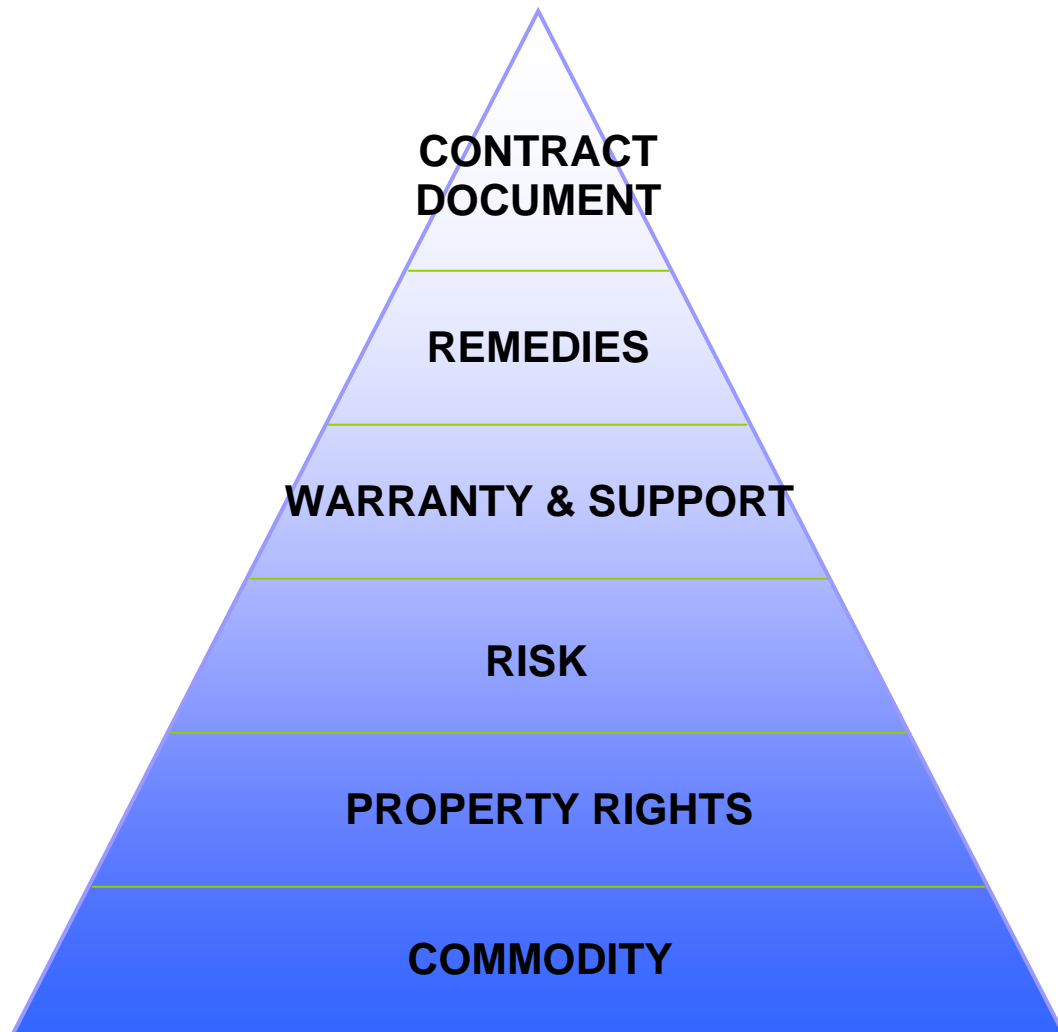 CONTRACT
DOCUMENT
REMEDIES
WARRANTY & SUPPORT
RISK
PROPERTY RIGHTS
COMMODITY